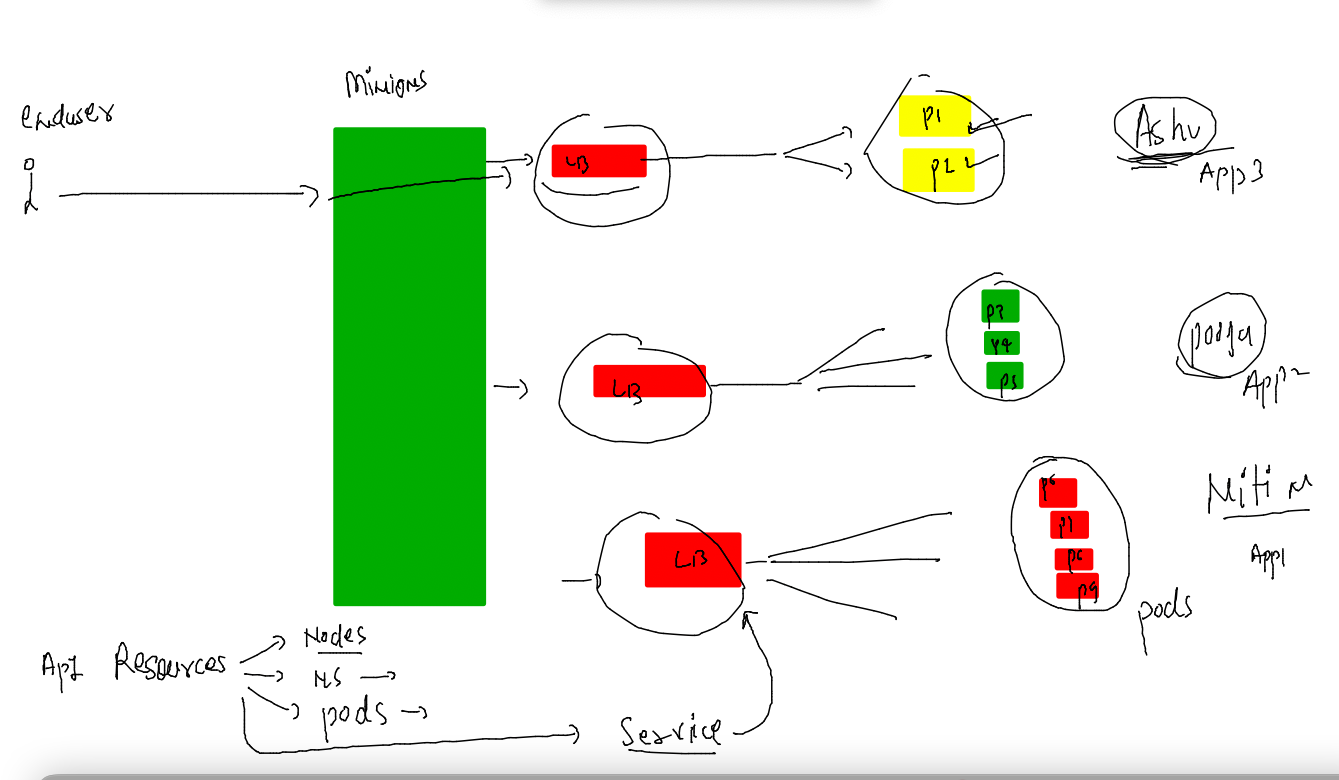 Minions
enduser
LB
p1
p2
Ashu
App3
p3
p4
p5
pooja
App2
LB
LB
p6
p7
p9
Nitin
App1
pods
Nodes
Api Resources
NS
pods
Service